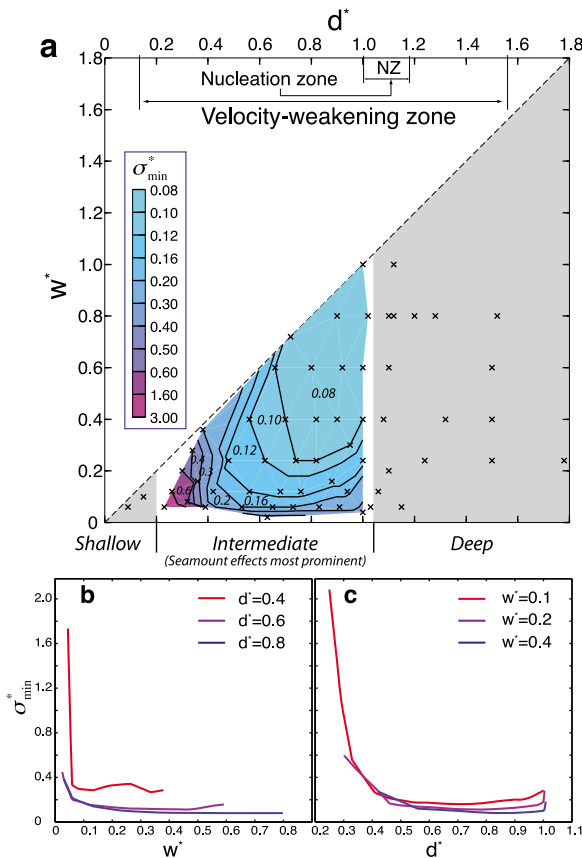 d*
a
0 0.2 0.4 0.6 0.8 1.0 1.2 1.4 1.6 1.8
1.8
1.6
1.4
1.2
1.0
0.8
0.6
0.4
0.2
0
w*
NZ
Nucleation zone
Velocity-weakening zone
σ*min
0.08
0.10
0.12
0.16
0.20
0.30
0.40
0.50
0.60
1.60
3.00
0.08
0.10
0.12
0.4
0.3
0.6
0.2
0.16
Shallow Intermediate Deep
(Seamount effects most prominent)
b
d*=0.4
d*=0.6
d*=0.8
2.0
1.6
1.2
0.8
0.4
0
σ*min
0 0.1 0.2 0.3 0.4 0.5 0.6 0.7 0.8
w*
c
w*=0.1
w*=0.2
w*=0.4
0.2 0.3 0.4 0.5 0.6 0.7 0.8 0.9 1.0 1.1
d*